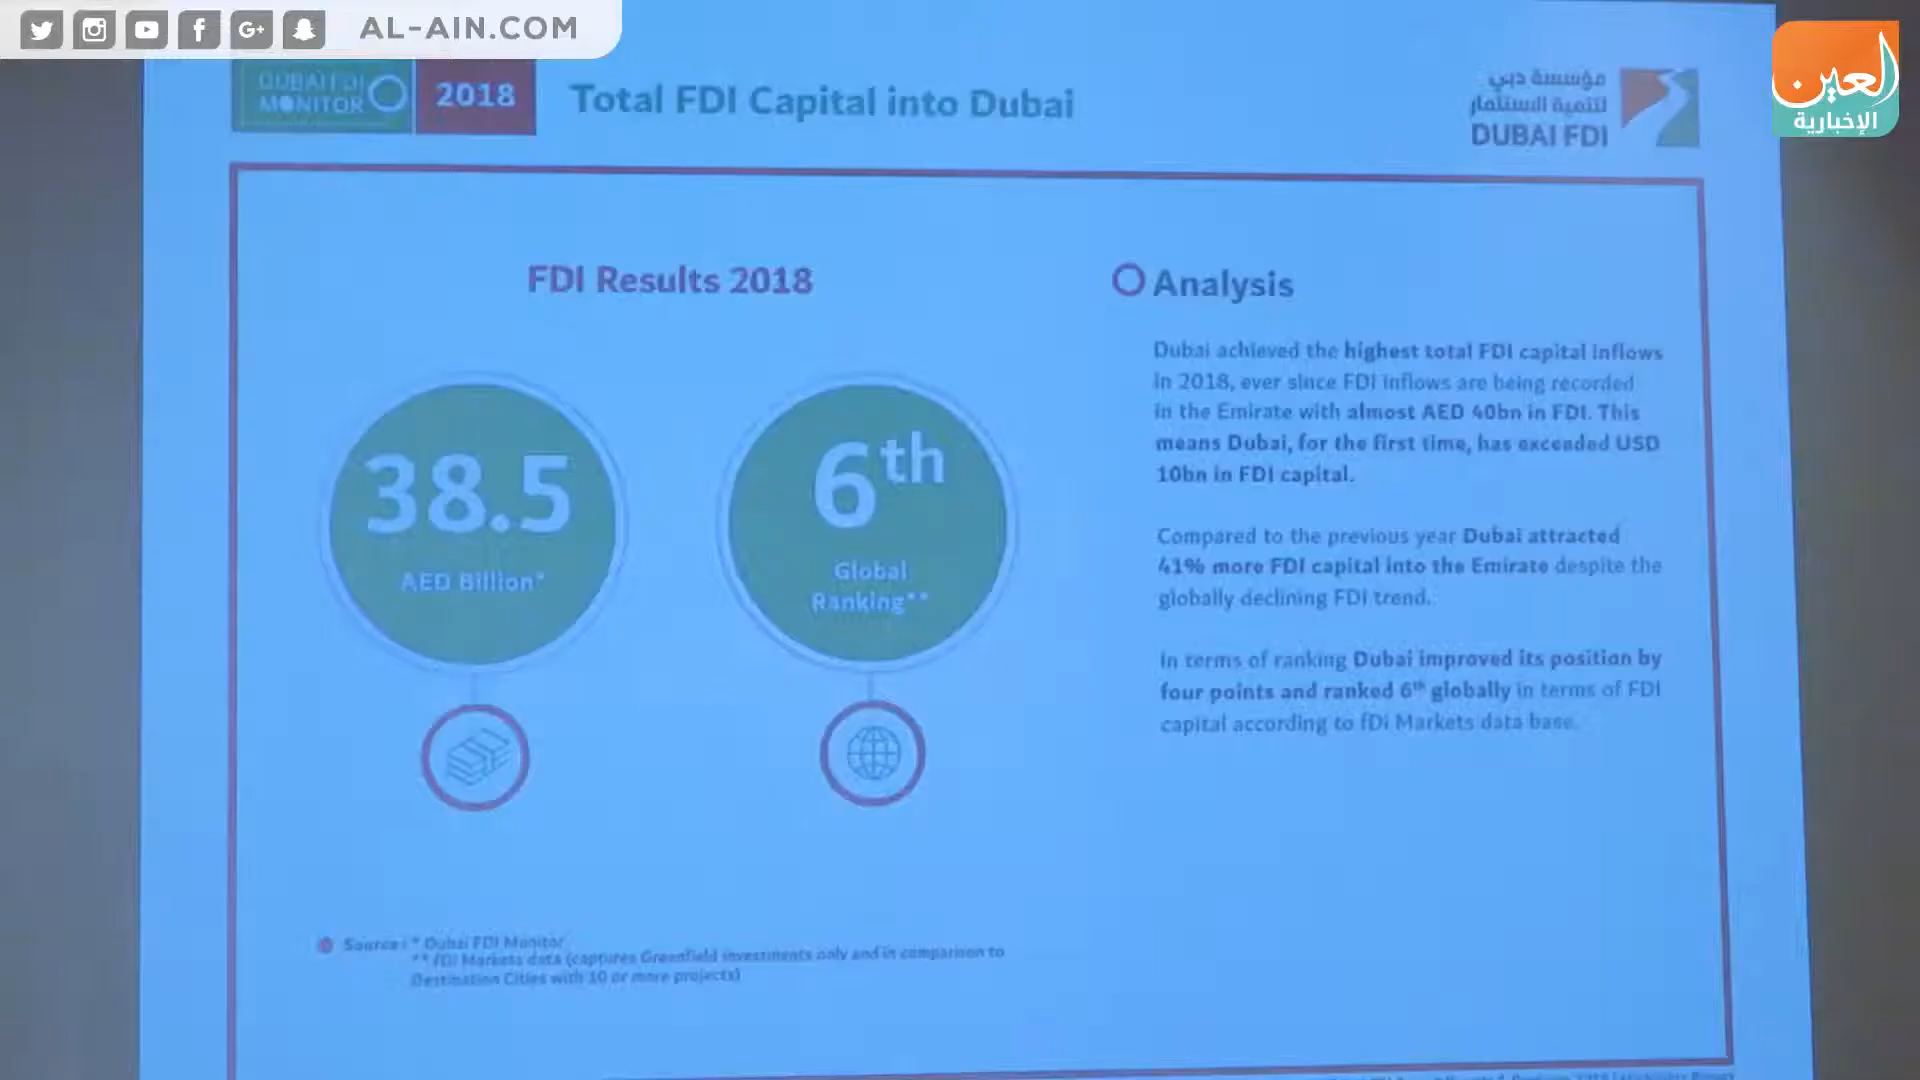 AL-AIN.COM
العين
الإخبارية
DUBAI FDI
MONITOR
2018
Total FDI Capital into Dubai
مؤسسة دبي
لتنمية الاستثمار
DUBAI FDI
FDI Results 2018
38.5
AED Billion*
6th
Global
Ranking**
Analysis
Dubai achieved the highest total FDI capital inflows
in 2018, ever since FDI inflows are being recorded
in the Emirate with almost AED 40bn in FDI. This
means Dubai, for the first time, has exceeded USD
10bn in FDI capital.
Compared to the previous year Dubai attracted
41% more FDI capital into the Emirate despite the
globally declining FDI trend.
In terms of ranking Dubai improved its position by
four points and ranked 6th globally in terms of FDI
capital according to fDi Markets data base.
Source: * Dubai FDI Monitor
** fDI Markets data (captures Greenfield investments only and in comparison to
Destination Cities with 10 or more projects)